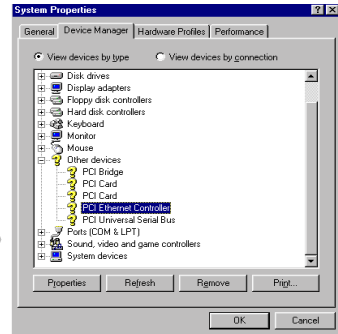 System Properties
General Device Manager Hardware Profiles Performance
View devices by type View devices by connection
Disk drives
Display adapters
Floppy disk controllers
Hard disk controllers
Keyboard
Monitor
Mouse
Other devices
PCI Bridge
PCI Card
PCI Card
PCI Ethernet Controller
PCI Universal Serial Bus
Ports (COM & LPT)
Sound, video and game controllers
System devices
Properties Refresh Remove Print...
OK Cancel